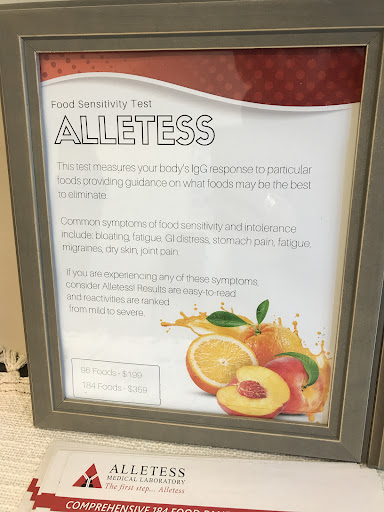 Food Sensitivity Test
ALLETESS
This test measures your body's IgG response to particular
foods providing guidance on what foods may be the best
to eliminate.
Common symptoms of food sensitivity and intolerance
include: bloating, fatigue, GI distress, stomach pain, fatigue,
migraines, dry skin, joint pain.
If you are experiencing any of these symptoms,
consider Alletess! Results are easy-to-read
and reactivities are ranked
from mild to severe.
96 Foods - $199
184 Foods - $359
ALLETESS
MEDICAL LABORATORY
The first step... Alletess
COMPREHENSIVE 184 FOOD PANEL